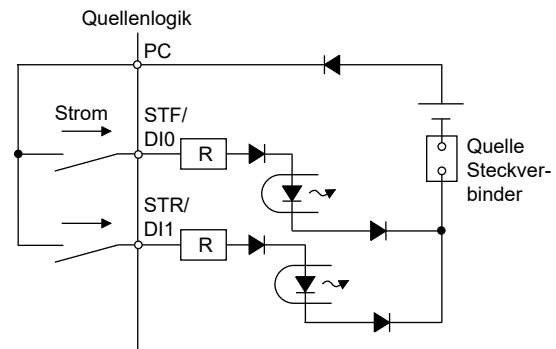 Quellenlogik
PC
Strom
STF/
DI0
R
Quelle
Steckver-
binder
STR/
DI1
R